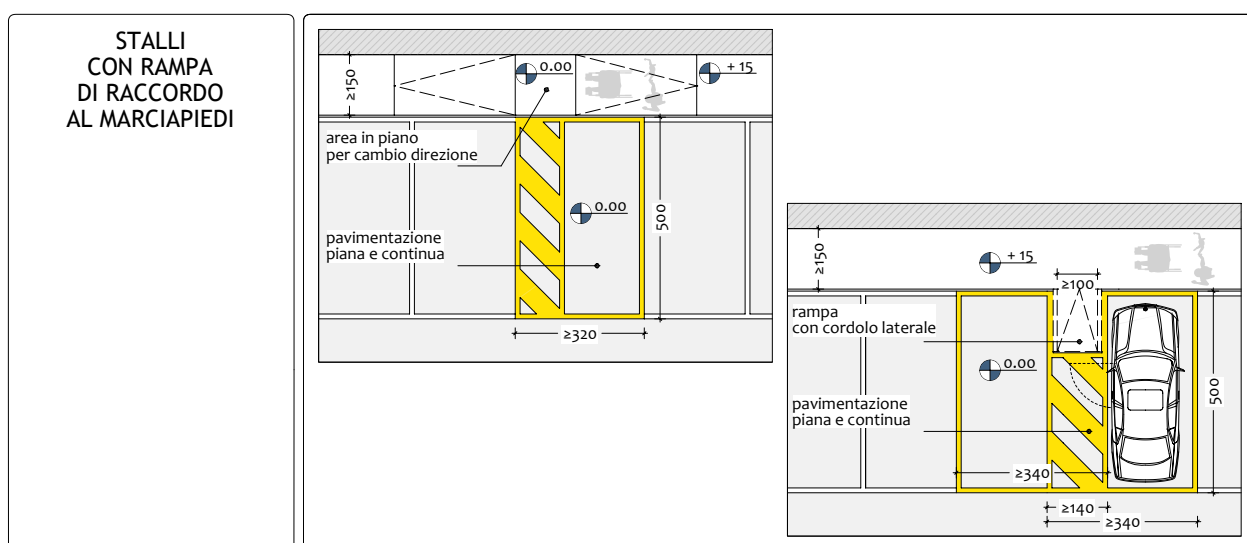 STALLI
CON RAMPA
DI RACCORDO
AL MARCIAPIEDI
≥150
0.00
+ 15
area in piano
per cambio direzione
0.00
pavimentazione
piana e continua
500
≥320
≥150
+ 15
≥100
rampa
con cordolo laterale
0.00
pavimentazione
piana e continua
500
≥340
≥140
≥340